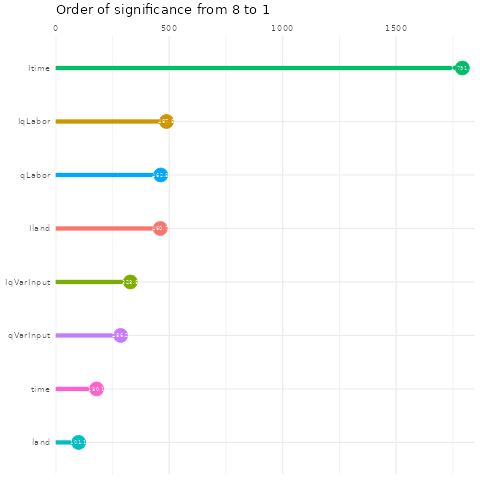 Order of significance from 8 to 1
0 500 1000 1500
ltime
lqLabor
qLabor
lland
lqVarInput
qVarInput
time
land